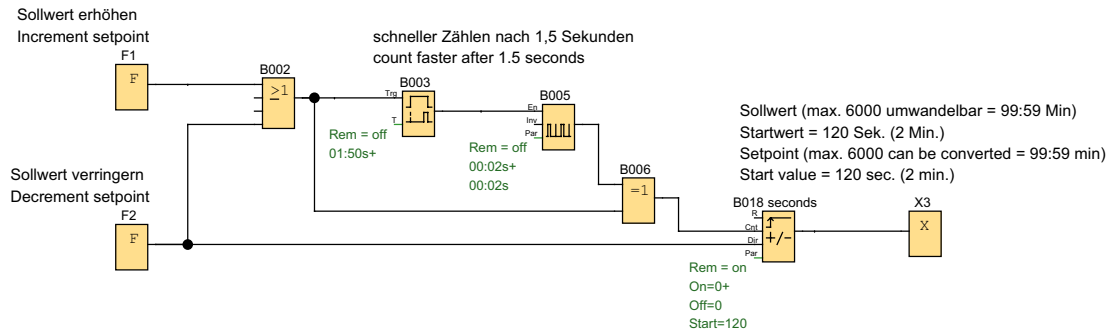 Sollwert erhöhen
Increment setpoint
F1
F
B002
>1
schneller Zählen nach 1,5 Sekunden
count faster after 1.5 seconds
B003
Trg
T
Rem = off
01:50s+
B005
En
Inv
Par
Rem = off
00:02s+
00:02s
B006
=1
Sollwert (max. 6000 umwandelbar = 99:59 Min)
Startwert = 120 Sek. (2 Min.)
Setpoint (max. 6000 can be converted = 99:59 min)
Start value = 120 sec. (2 min.)
Sollwert verringern
Decrement setpoint
F2
F
B018 seconds
R
Cnt
Dir
Par
+/-
Rem = on
On=0+
Off=0
Start=120
X3
X